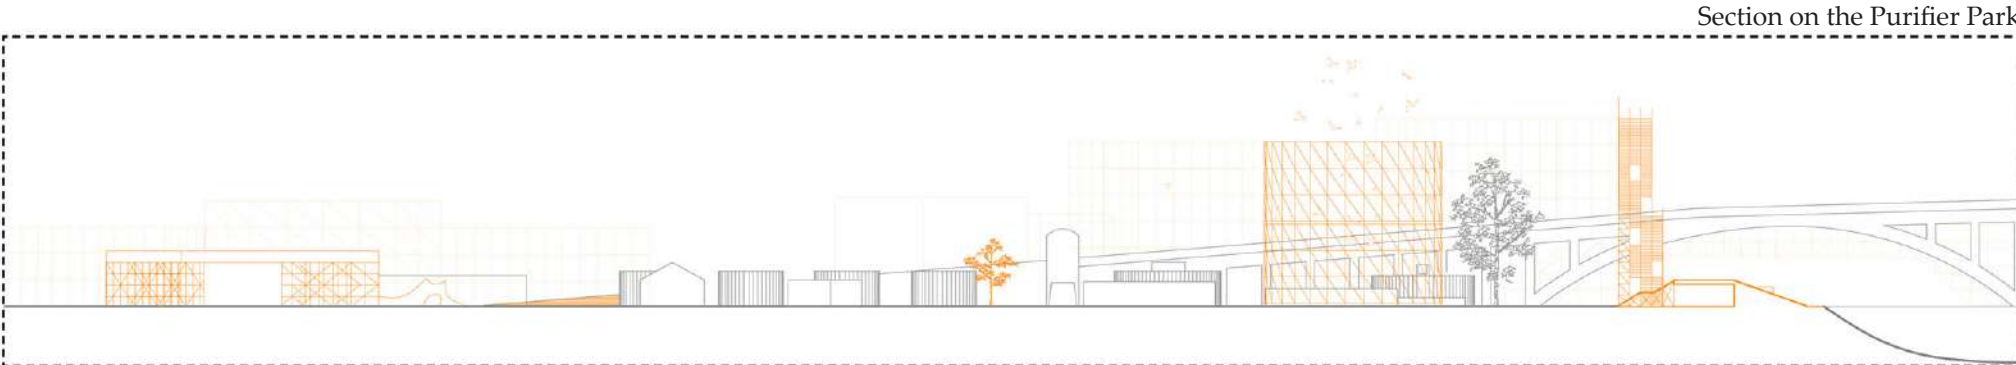 Section on the Purifier Park